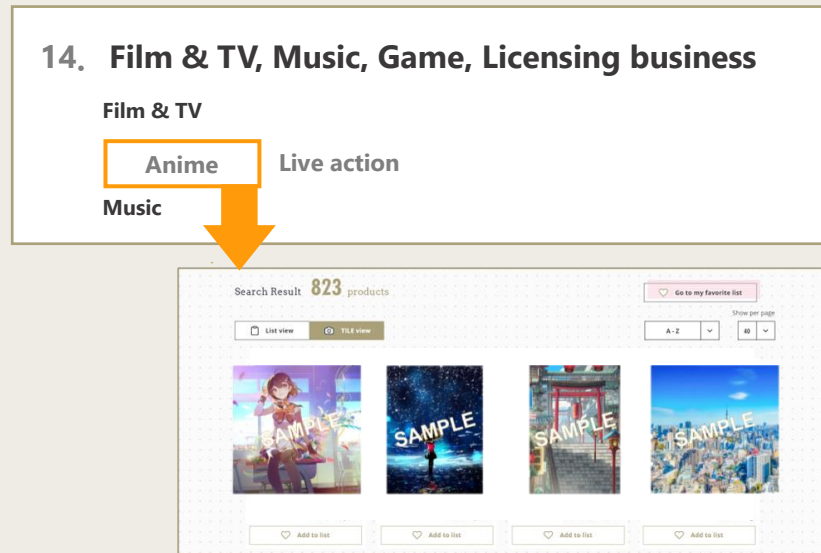 14. Film & TV, Music, Game, Licensing business
Film & TV
Anime Live action
Music
Search Result 823 products
Go to my favorite list
Show per page
List view TILE view A - Z 40
SAMPLE SAMPLE SAMPLE SAMPLE
Add to list Add to list Add to list Add to list